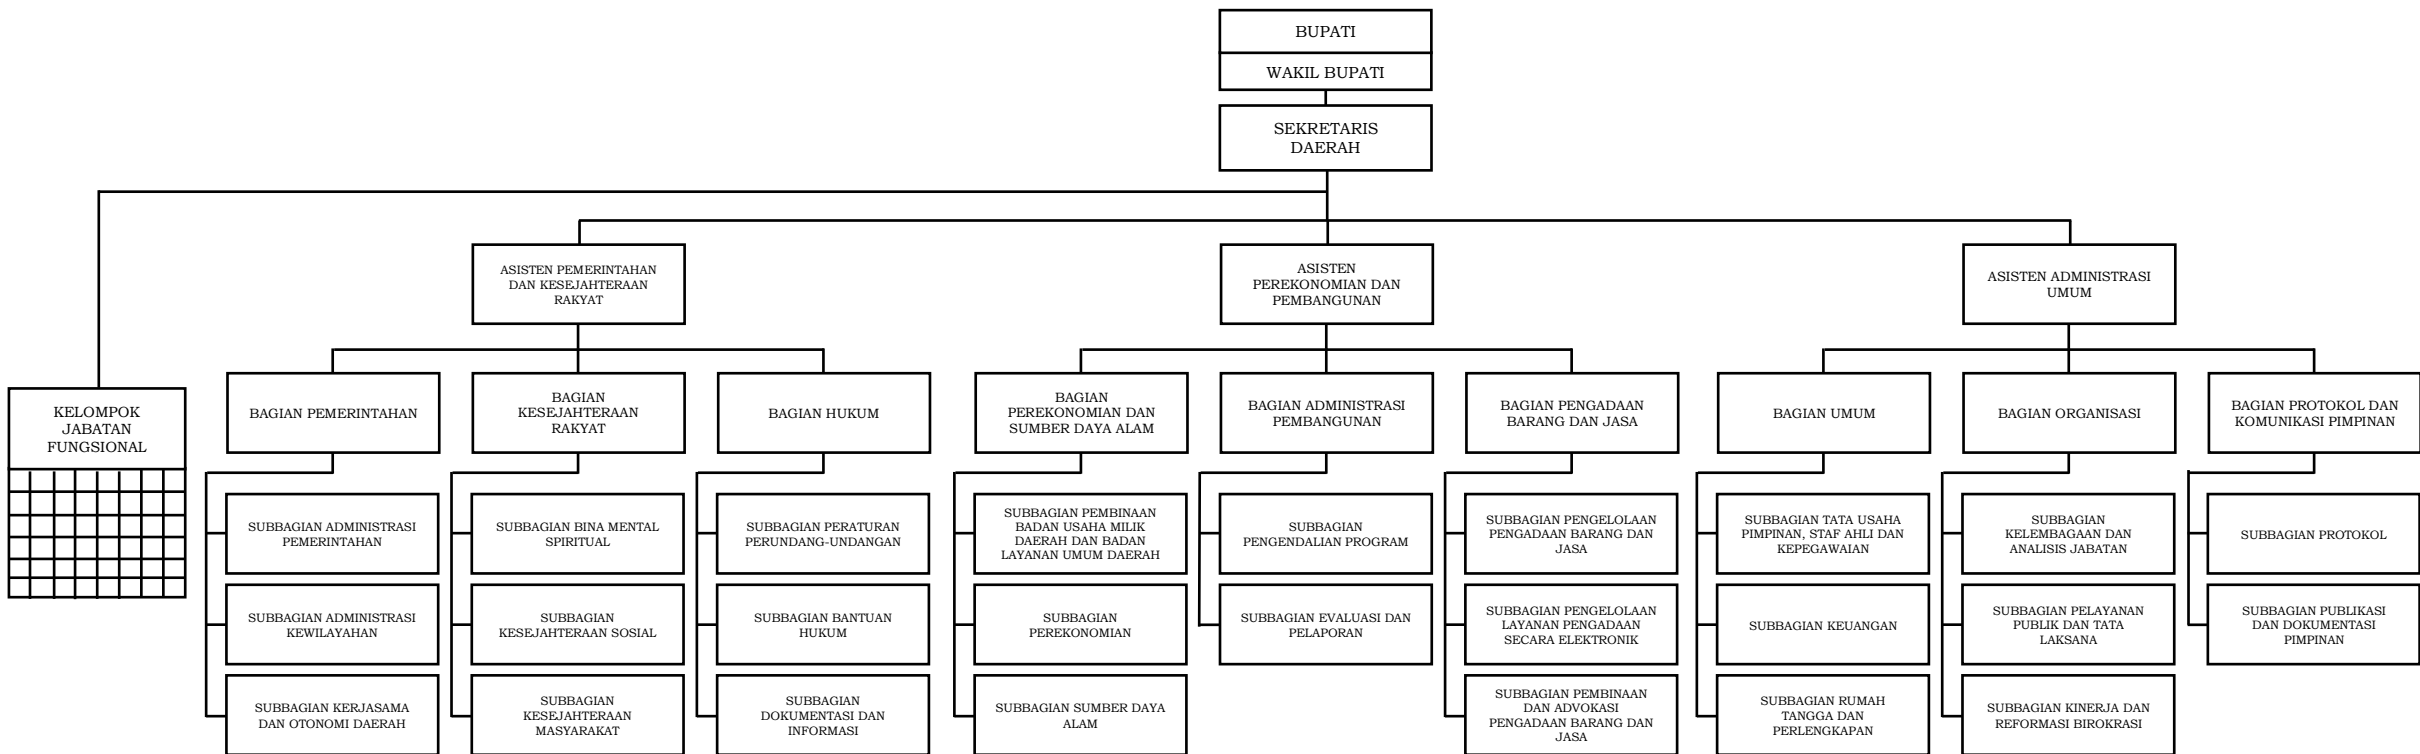 BUPATI
WAKIL BUPATI
SEKRETARIS
DAERAH
ASISTEN PEMERINTAHAN
DAN KESEJAHTERAAN
RAKYAT
ASISTEN
PEREKONOMIAN DAN
PEMBANGUNAN
ASISTEN ADMINISTRASI
UMUM
KELOMPOK
JABATAN
FUNGSIONAL
BAGIAN PEMERINTAHAN
BAGIAN
KESEJAHTERAAN
RAKYAT
BAGIAN HUKUM
BAGIAN
PEREKONOMIAN DAN
SUMBER DAYA ALAM
BAGIAN ADMINISTRASI
PEMBANGUNAN
BAGIAN PENGADAAN
BARANG DAN JASA
BAGIAN UMUM
BAGIAN ORGANISASI
BAGIAN PROTOKOL DAN
KOMUNIKASI PIMPINAN
SUBBAGIAN ADMINISTRASI
PEMERINTAHAN
SUBBAGIAN BINA MENTAL
SPIRITUAL
SUBBAGIAN PERATURAN
PERUNDANG-UNDANGAN
SUBBAGIAN PEMBINAAN
BADAN USAHA MILIK
DAERAH DAN BADAN
LAYANAN UMUM DAERAH
SUBBAGIAN
PENGENDALIAN PROGRAM
SUBBAGIAN PENGELOLAAN
PENGADAAN BARANG DAN
JASA
SUBBAGIAN TATA USAHA
PIMPINAN, STAF AHLI DAN
KEPEGAWAIAN
SUBBAGIAN
KELEMBAGAAN DAN
ANALISIS JABATAN
SUBBAGIAN PROTOKOL
SUBBAGIAN ADMINISTRASI
KEWILAYAHAN
SUBBAGIAN
KESEJAHTERAAN SOSIAL
SUBBAGIAN BANTUAN
HUKUM
SUBBAGIAN
PEREKONOMIAN
SUBBAGIAN EVALUASI DAN
PELAPORAN
SUBBAGIAN PENGELOLAAN
LAYANAN PENGADAAN
SECARA ELEKTRONIK
SUBBAGIAN KEUANGAN
SUBBAGIAN PELAYANAN
PUBLIK DAN TATA
LAKSANA
SUBBAGIAN PUBLIKASI
DAN DOKUMENTASI
PIMPINAN
SUBBAGIAN KERJASAMA
DAN OTONOMI DAERAH
SUBBAGIAN
KESEJAHTERAAN
MASYARAKAT
SUBBAGIAN
DOKUMENTASI DAN
INFORMASI
SUBBAGIAN SUMBER DAYA
ALAM
SUBBAGIAN PEMBINAAN
DAN ADVOKASI
PENGADAAN BARANG DAN
JASA
SUBBAGIAN RUMAH
TANGGA DAN
PERLENGKAPAN
SUBBAGIAN KINERJA DAN
REFORMASI BIROKRASI